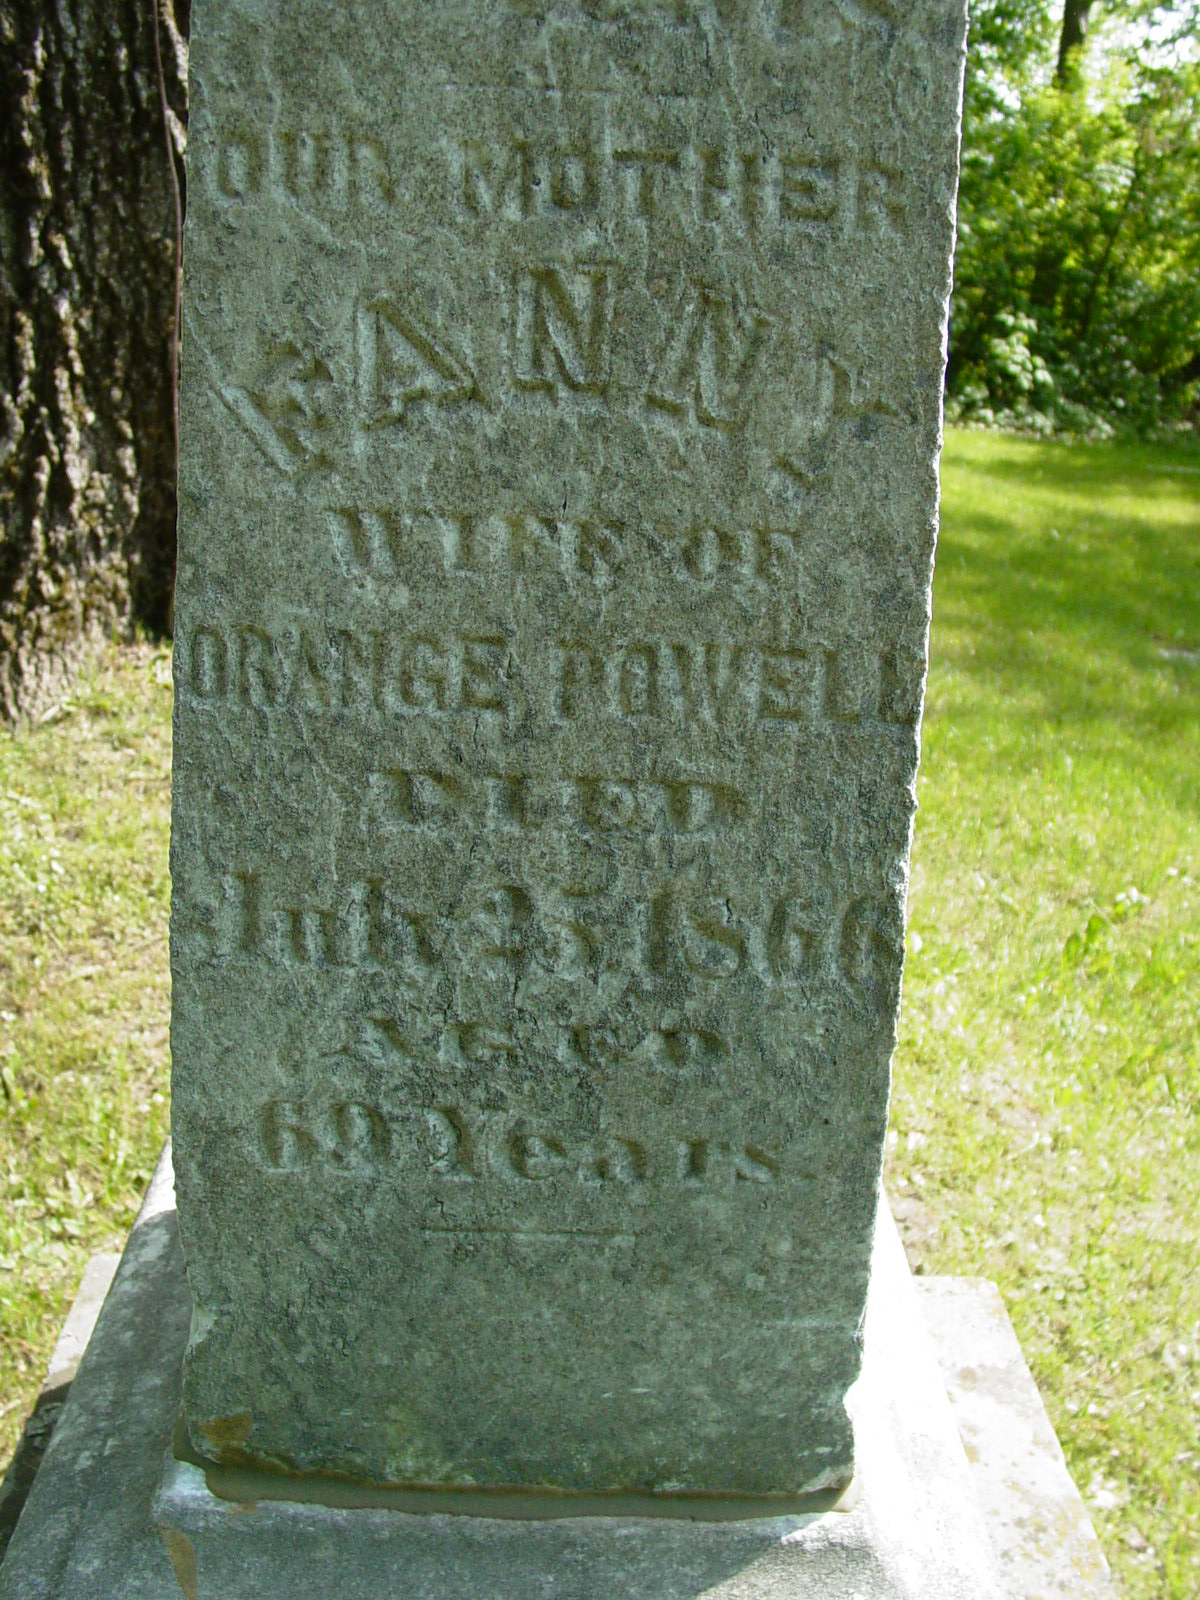 OUR MOTHER
FANNY
WIFE OF
ORANGE POWELL
DIED
July 25, 1866
AGED
69 Years.